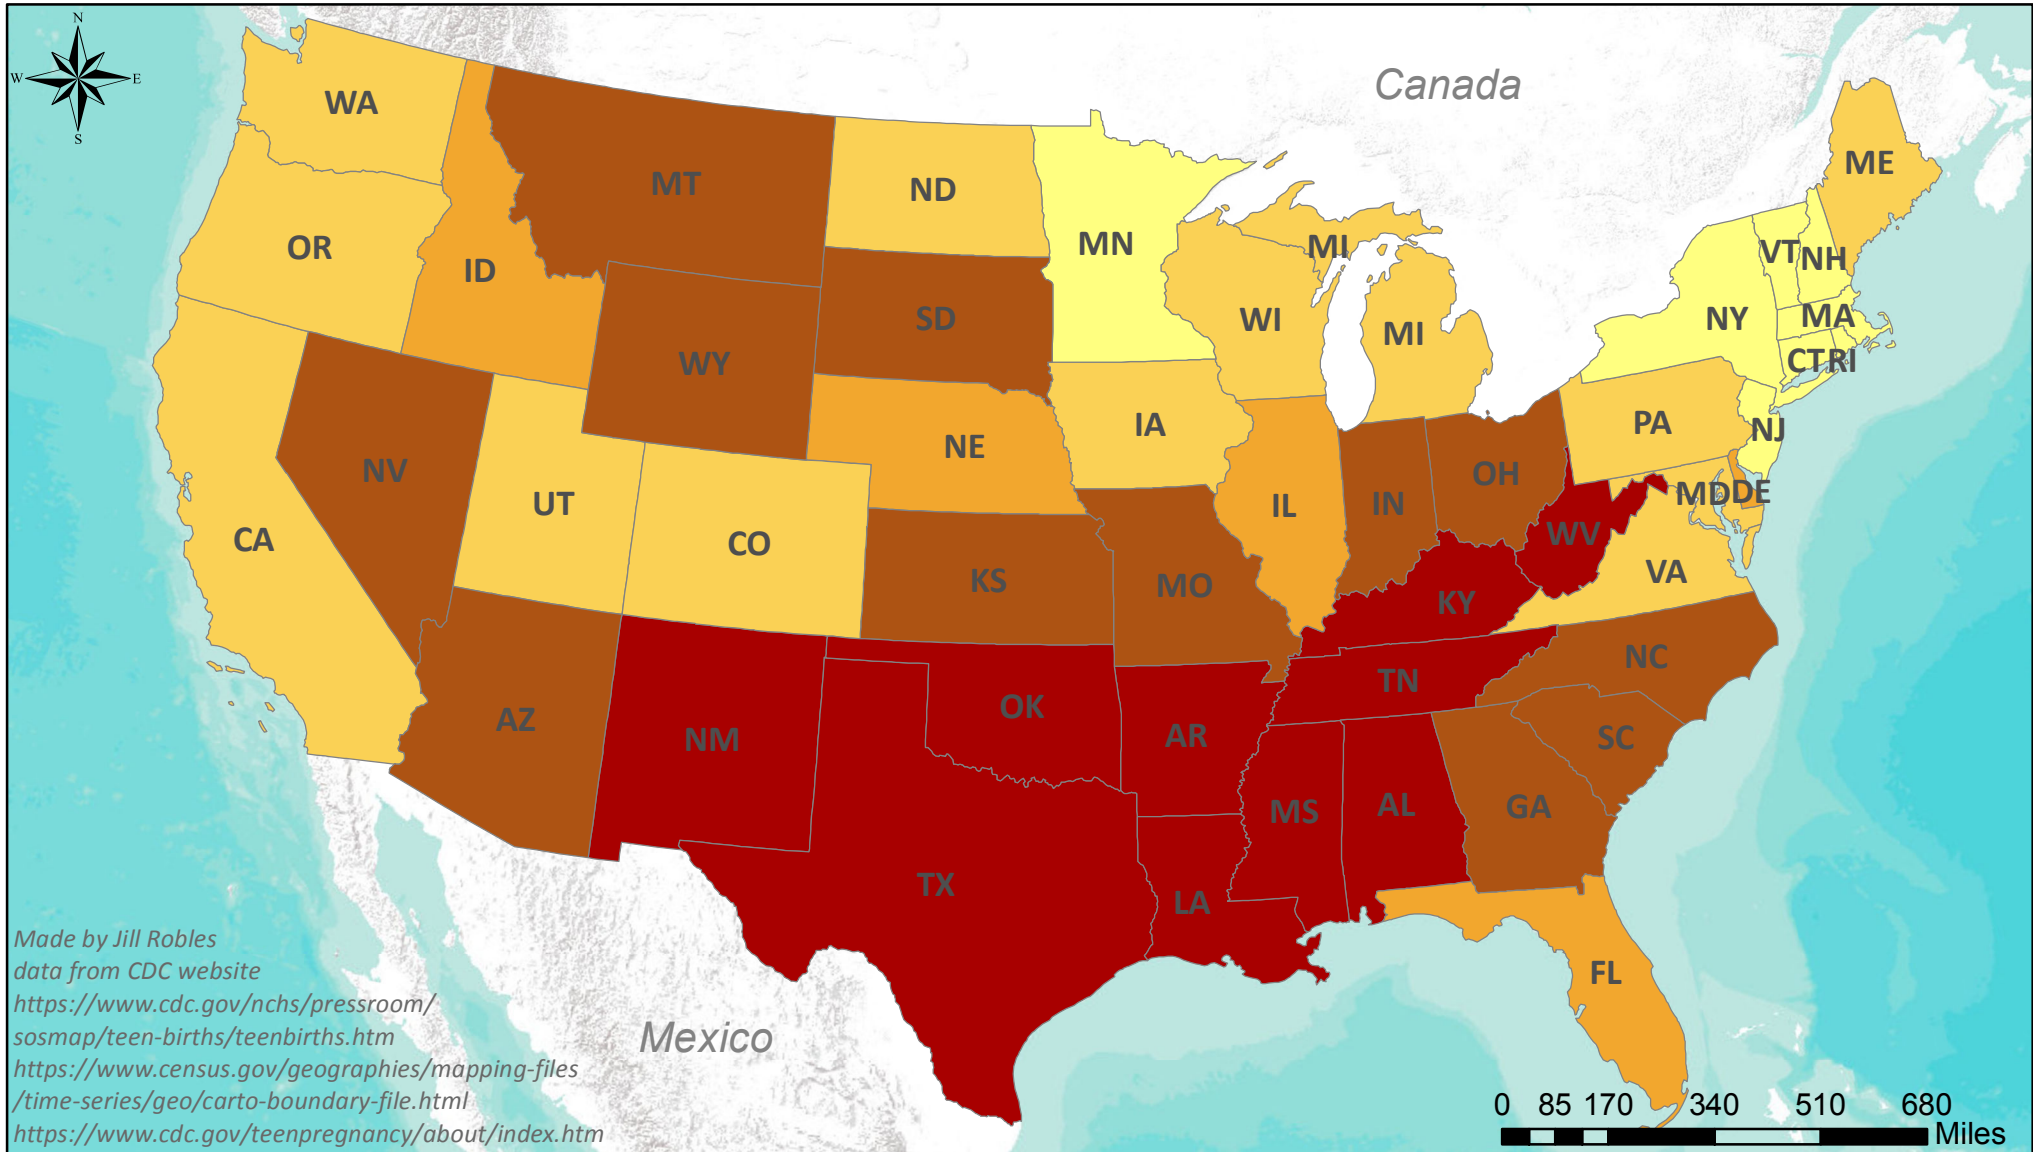 N
W E
S
Canada
WA
MT
ND
ME
OR
ID
MN
MI
VT
NH
SD
WI
MI
NY
MA
WY
CT
RI
NV
NE
IA
PA
NJ
UT
CO
IL
IN
OH
MD
DE
CA
KS
MO
WV
VA
KY
NC
AZ
NM
OK
AR
TN
SC
MS
AL
GA
TX
LA
FL
Mexico
Made by Jill Robles
data from CDC website
https://www.cdc.gov/nchs/pressroom/
sosmap/teen-births/teenbirths.htm
https://www.census.gov/geographies/mapping-files
/time-series/geo/carto-boundary-file.html
https://www.cdc.gov/teenpregnancy/about/index.htm
0 85 170 340 510 680
Miles